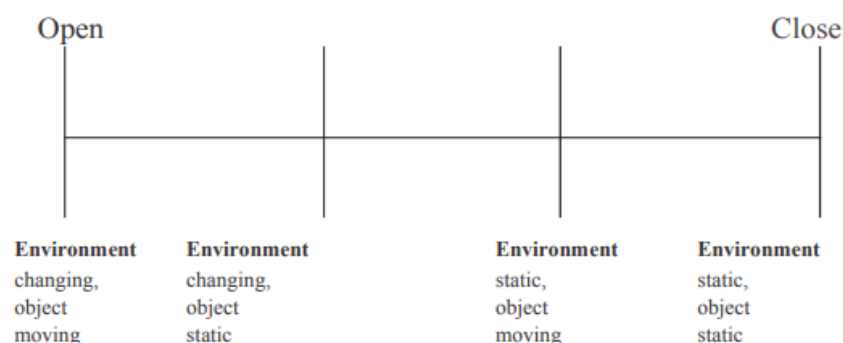 Open
Close
Environment
changing,
object
moving
Environment
changing,
object
static
Environment
static,
object
moving
Environment
static,
object
static